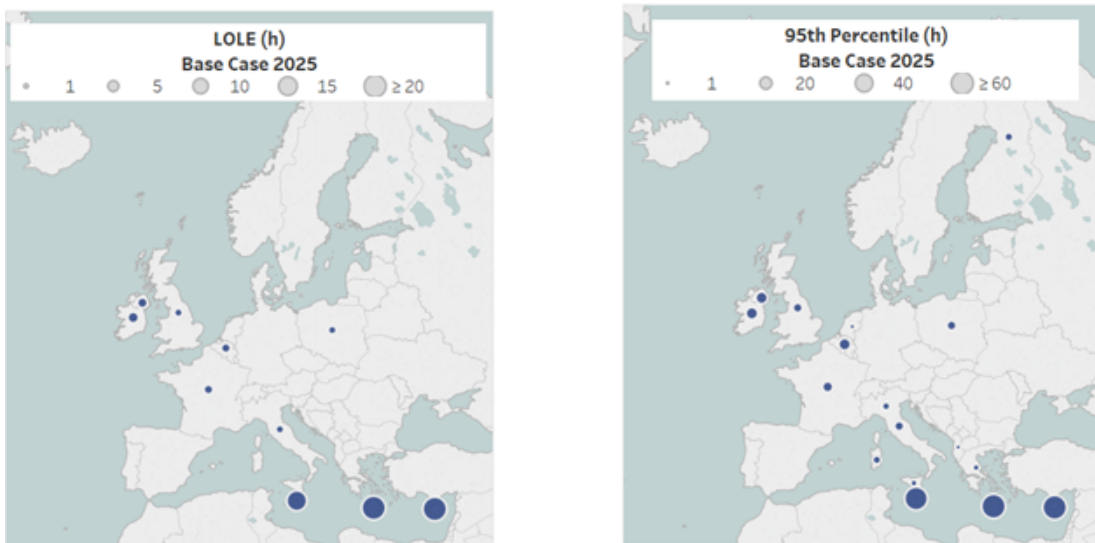 LOLE (h)
Base Case 2025
1 5 10 15 ≥ 20
95th Percentile (h)
Base Case 2025
1 20 40 ≥ 60